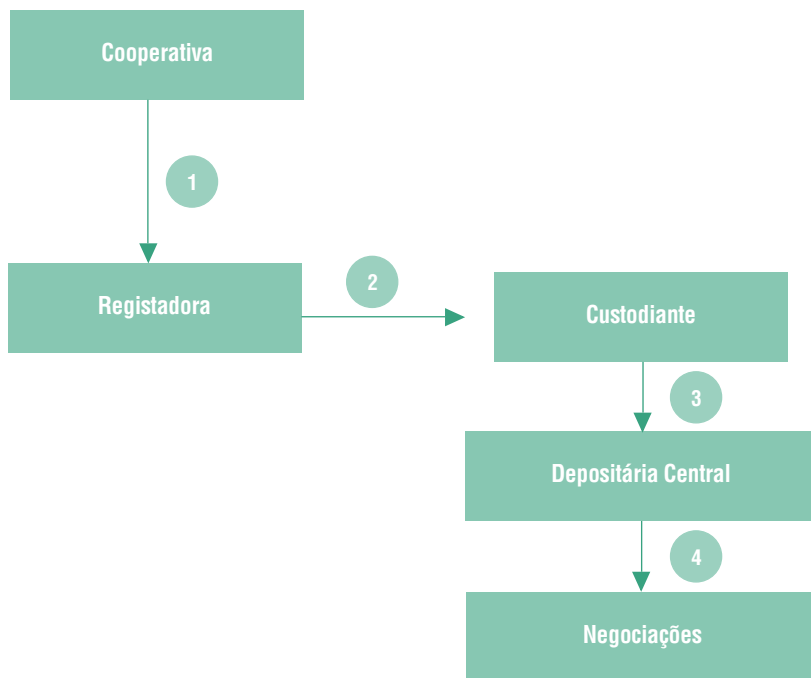 Cooperativa
1
Registadora
2
Custodiante
3
Depositária Central
4
Negociações